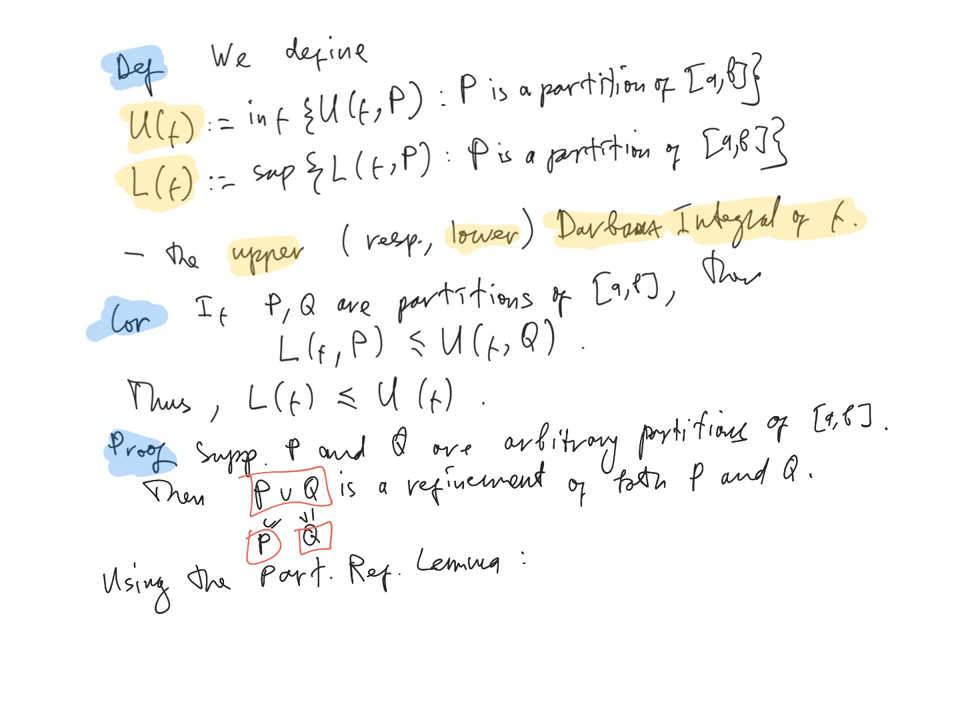 Def We define
U(f) := inf {U(f,P) : P is a partition of [a,b]}
L(f) := sup {L(f,P) : P is a partition of [a,b]}
– the upper (resp., lower) Darboux Integral of f.
Cor If P, Q are partitions of [a,b], then
L(f,P) ≤ U(f,Q).
Thus, L(f) ≤ U(f).
Proof Supp. P and Q are arbitrary partitions of [a,b].
Then P ∪ Q is a refinement of both P and Q.
P Q
Using the Part. Ref. Lemma :